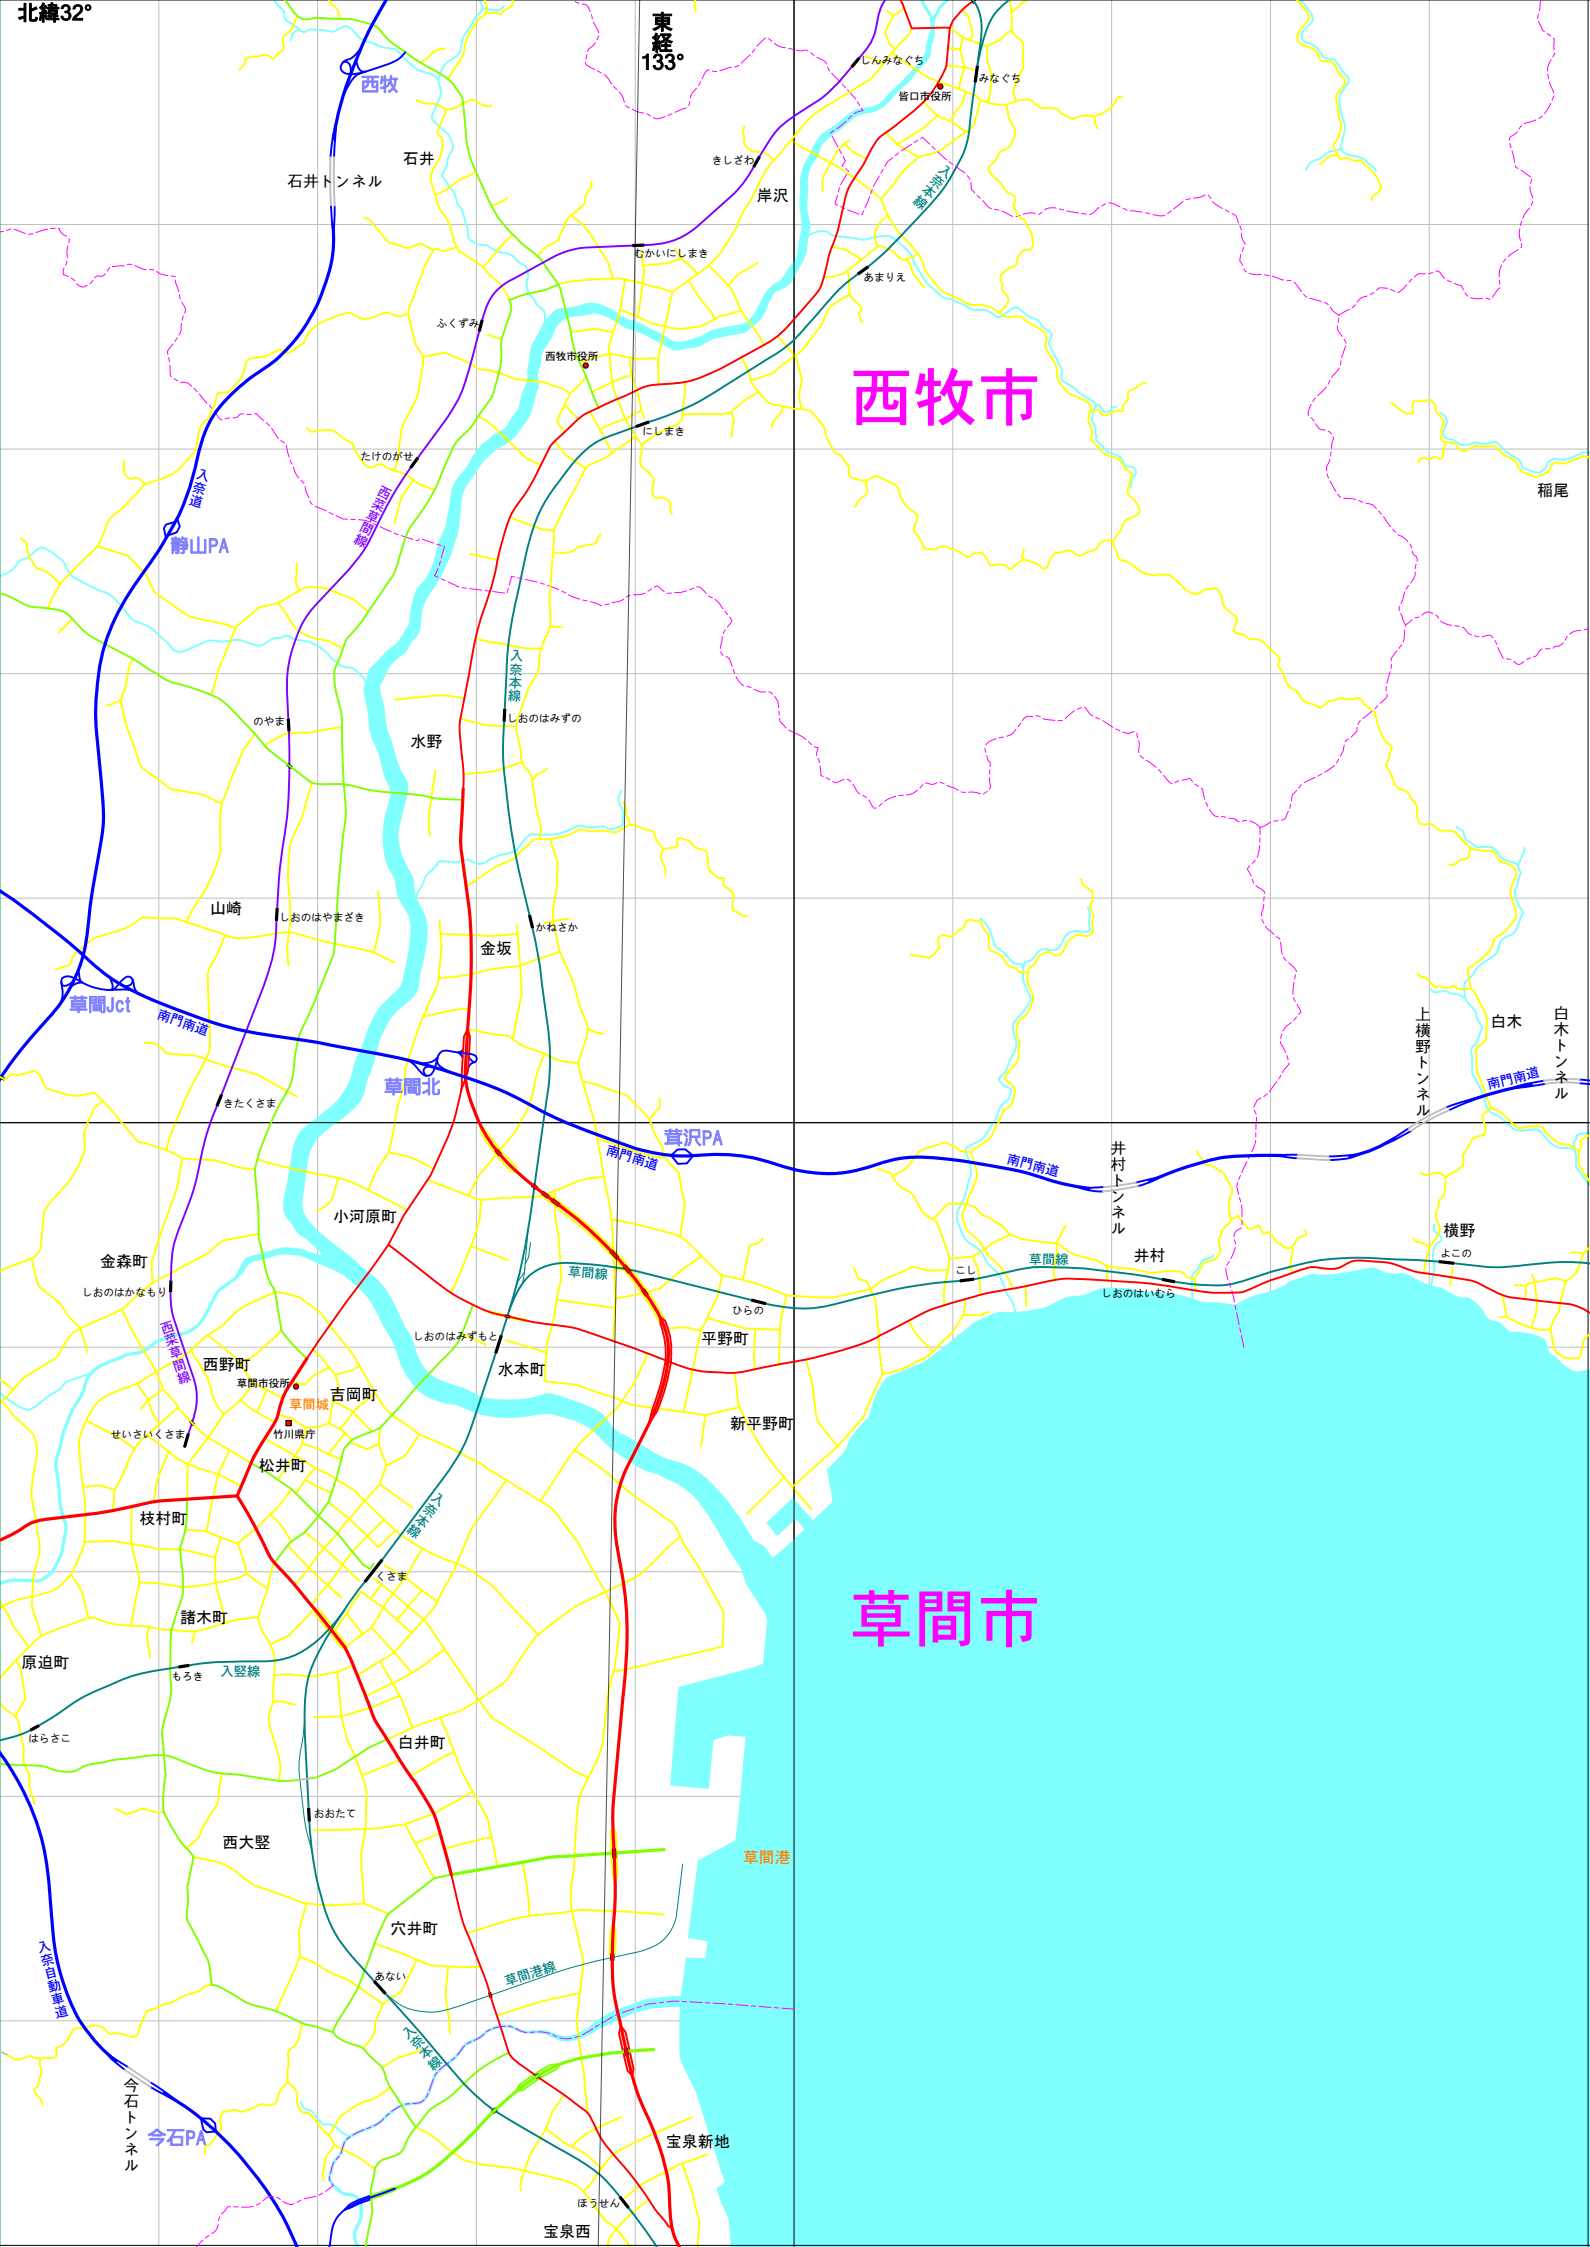 北緯32°
東経133°
西牧
しんみなぐち
みなぐち
皆口市役所
石井
石井トンネル
きしざわ
岸沢
入奈本線
むかいにしまき
あまりえ
ふくずみ
西牧市役所
西牧市
にしまき
たけのがせ
入奈道
西菜草間線
稲尾
静山PA
入奈本線
しおのはみずの
のやま
水野
山崎
しおのはやまざき
かねさか
金坂
草間Jct
南門南道
上横野トンネル
白木
白木トンネル
草間北
南門南道
きたくさま
茸沢PA
南門南道
南門南道
井村トンネル
小河原町
金森町
横野
井村
よこの
草間線
草間線
こし
しおのはかなもり
しおのはいむら
ひらの
西菜草間線
しおのはみずもと
平野町
西野町
水本町
草間市役所
吉岡町
草間城
新平野町
せいさいくさま
竹川県庁
松井町
入奈本線
枝村町
くさま
草間市
諸木町
原迫町
もろき
入竪線
はらさこ
白井町
おおたて
西大竪
草間港
穴井町
入奈自動車道
あない
草間港線
入奈本線
今石トンネル
今石PA
宝泉新地
ほうせん
宝泉西